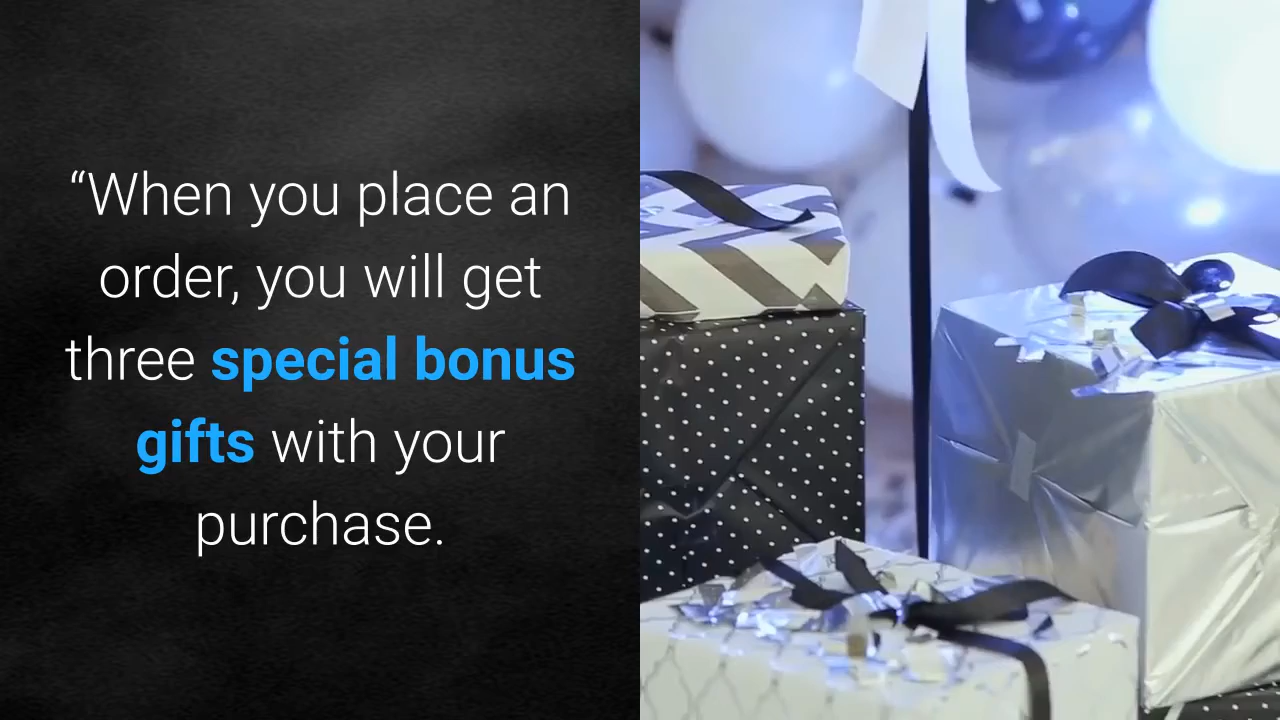 “When you place an
order, you will get
three special bonus
gifts with your
purchase.